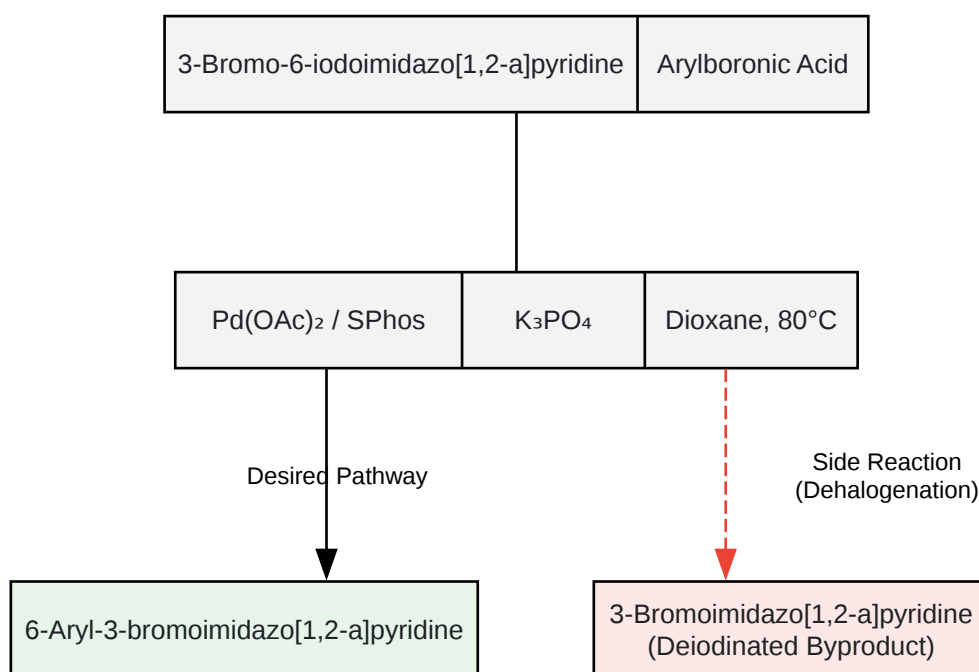 3-Bromo-6-iodoimidazo[1,2-a]pyridine
Arylboronic Acid
Pd(OAc)₂ / SPhos
K₃PO₄
Dioxane, 80°C
Desired Pathway
Side Reaction
(Dehalogenation)
6-Aryl-3-bromoimidazo[1,2-a]pyridine
3-Bromoimidazo[1,2-a]pyridine
(Deiodinated Byproduct)